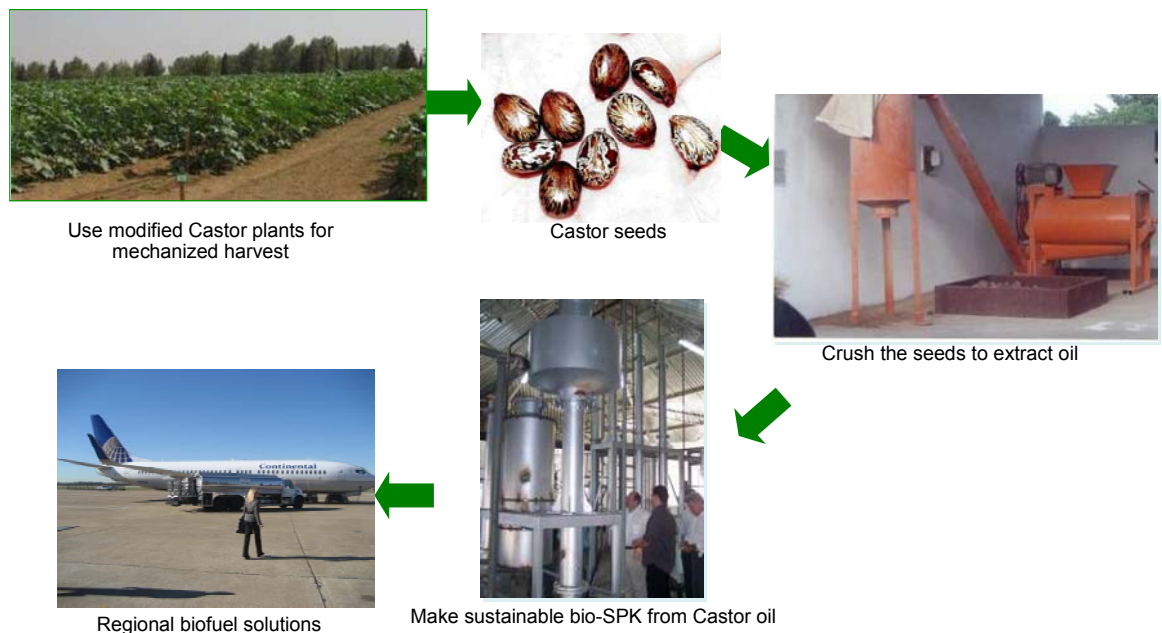 Use modified Castor plants for
mechanized harvest
Castor seeds
Crush the seeds to extract oil
Continental
Make sustainable bio-SPK from Castor oil
Regional biofuel solutions